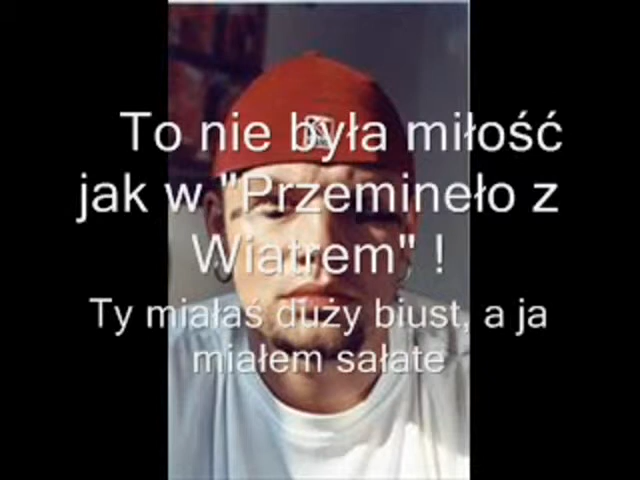 To nie była miłość
jak w "Przemineło z
Wiatrem" !
Ty miałaś duży biust, a ja
miałem sałate